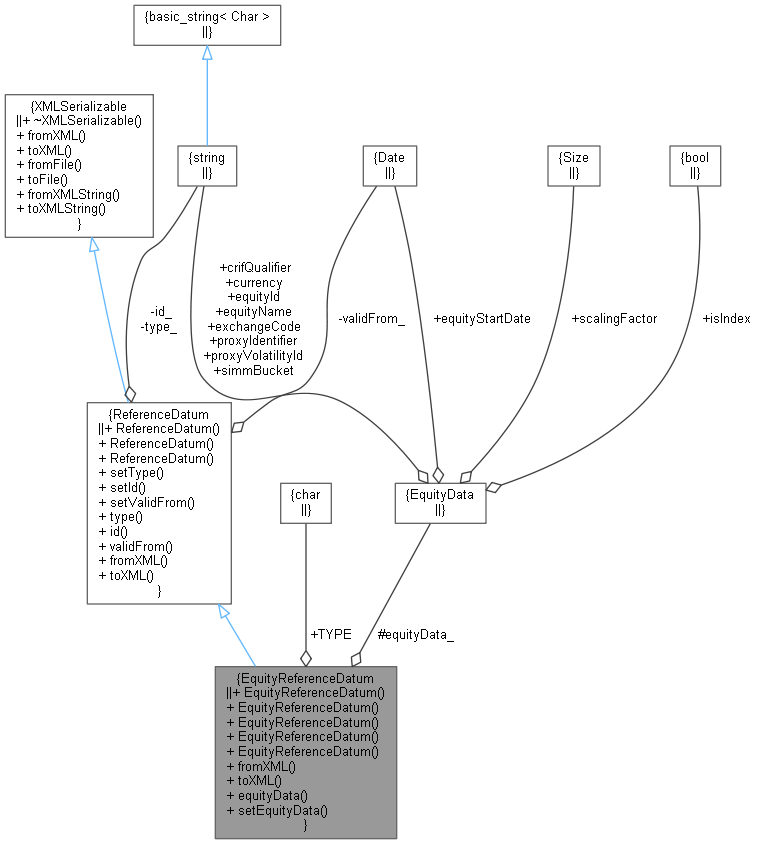 {basic_string< Char >
||}
{XMLSerializable
||+ ~XMLSerializable()
+ fromXML()
+ toXML()
+ fromFile()
+ toFile()
+ fromXMLString()
+ toXMLString()
}
{string
||}
{Date
||}
{Size
||}
{bool
||}
-id_
-type_
+crifQualifier
+currency
+equityId
+equityName
+exchangeCode
+proxyIdentifier
+proxyVolatilityId
+simmBucket
-validFrom_
+equityStartDate
+scalingFactor
+isIndex
{ReferenceDatum
||+ ReferenceDatum()
+ ReferenceDatum()
+ ReferenceDatum()
+ setType()
+ setId()
+ setValidFrom()
+ type()
+ id()
+ validFrom()
+ fromXML()
+ toXML()
}
{char
||}
{EquityData
||}
+TYPE
#equityData_
{EquityReferenceDatum
||+ EquityReferenceDatum()
+ EquityReferenceDatum()
+ EquityReferenceDatum()
+ EquityReferenceDatum()
+ EquityReferenceDatum()
+ fromXML()
+ toXML()
+ equityData()
+ setEquityData()
}